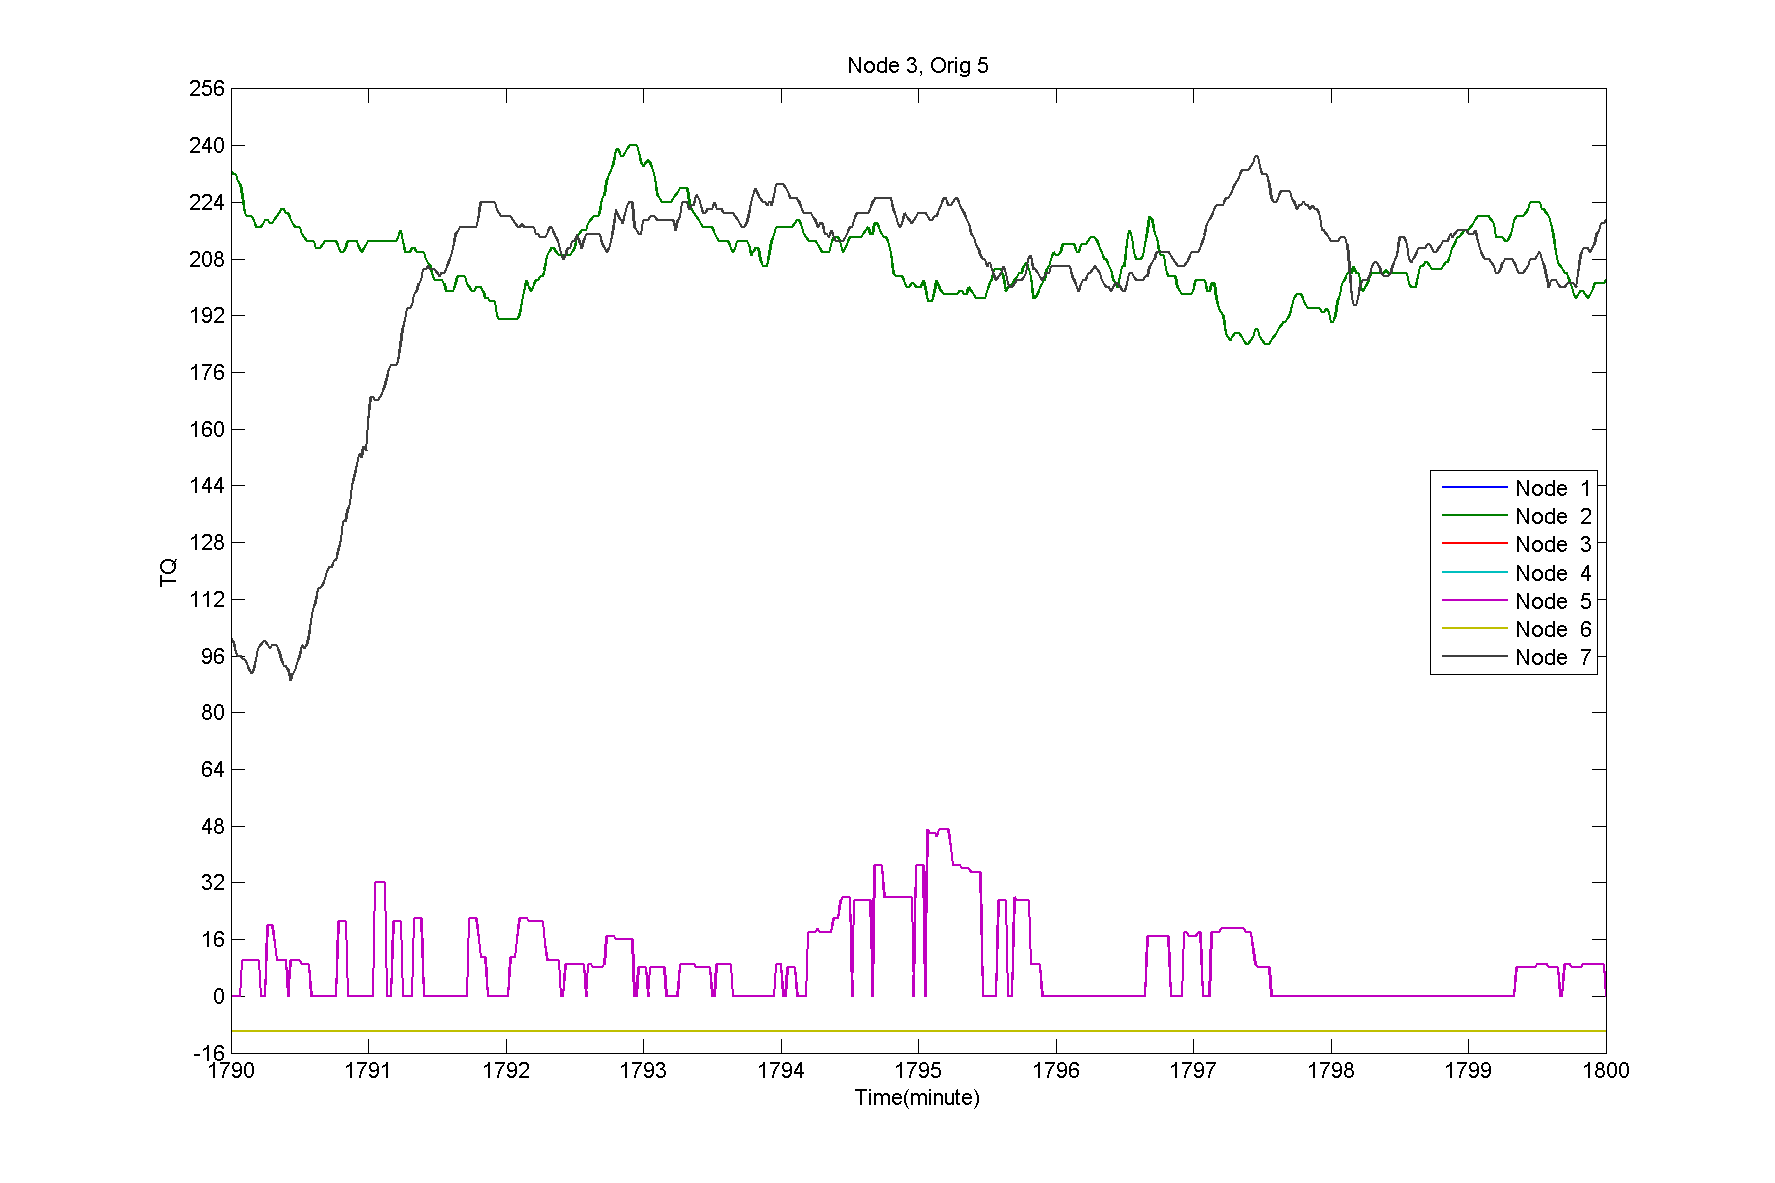 Node 3, Orig 5
256
240
224
208
192
176
160
144
128
112
96
80
64
48
32
16
0
-16
TQ
Node 1
Node 2
Node 3
Node 4
Node 5
Node 6
Node 7
1790 1791 1792 1793 1794 1795 1796 1797 1798 1799 1800
Time(minute)